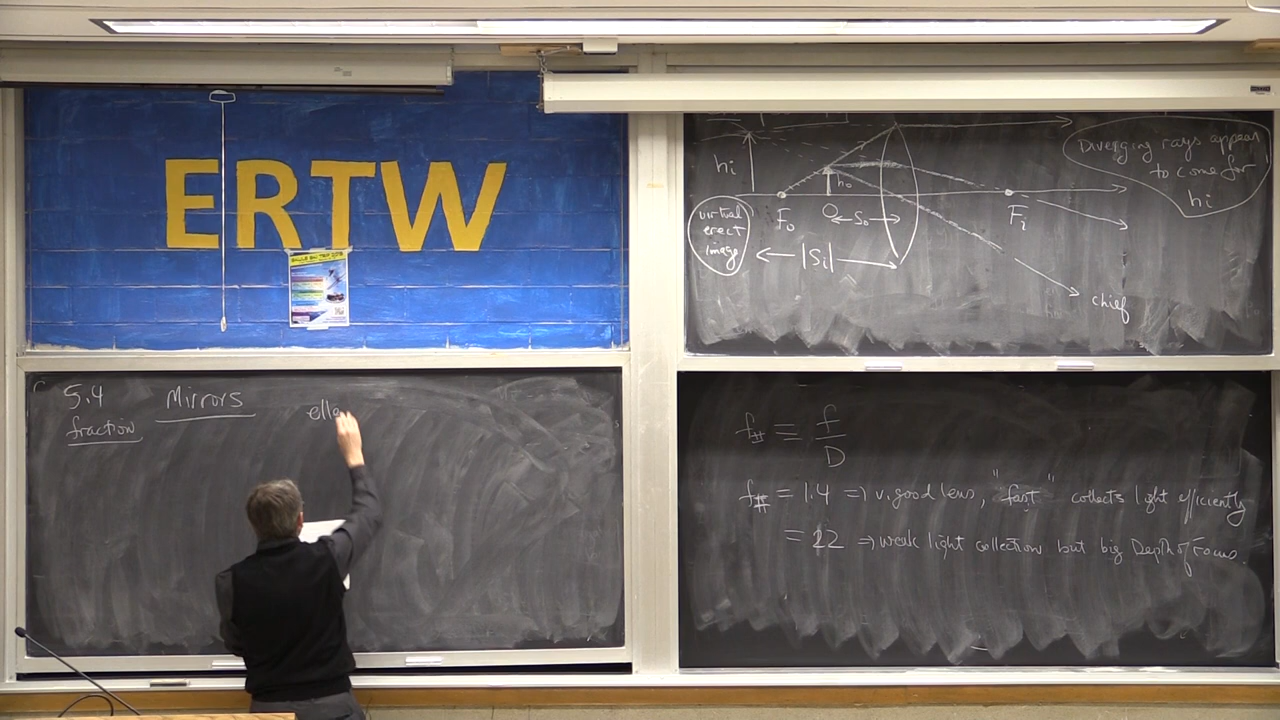 ERTW
5.4 Mirrors
fraction
elle
hi
ho
Diverging rays appear
to come for
hi
virtual
erect
image
Fo
O
So
Fi
|Si|
chief
f# = f
D
f# = 1.4 => v. good lens, "fast" collects light efficiently
= 22 => weak light collection but big Depth of Focus.